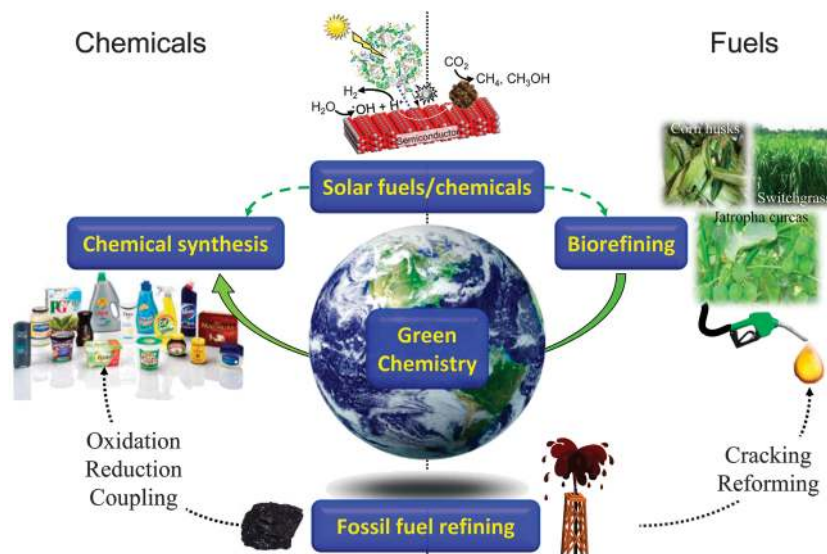 Chemicals
Fuels
CO₂
CH₄, CH₃OH
H₂
H₂O
·OH + H⁺
Semiconductor
Corn husks
Switchgrass
Jatropha curcas
Solar fuels/chemicals
Chemical synthesis
Biorefining
PG
Green
Chemistry
Oxidation
Reduction
Coupling
Cracking
Reforming
Fossil fuel refining